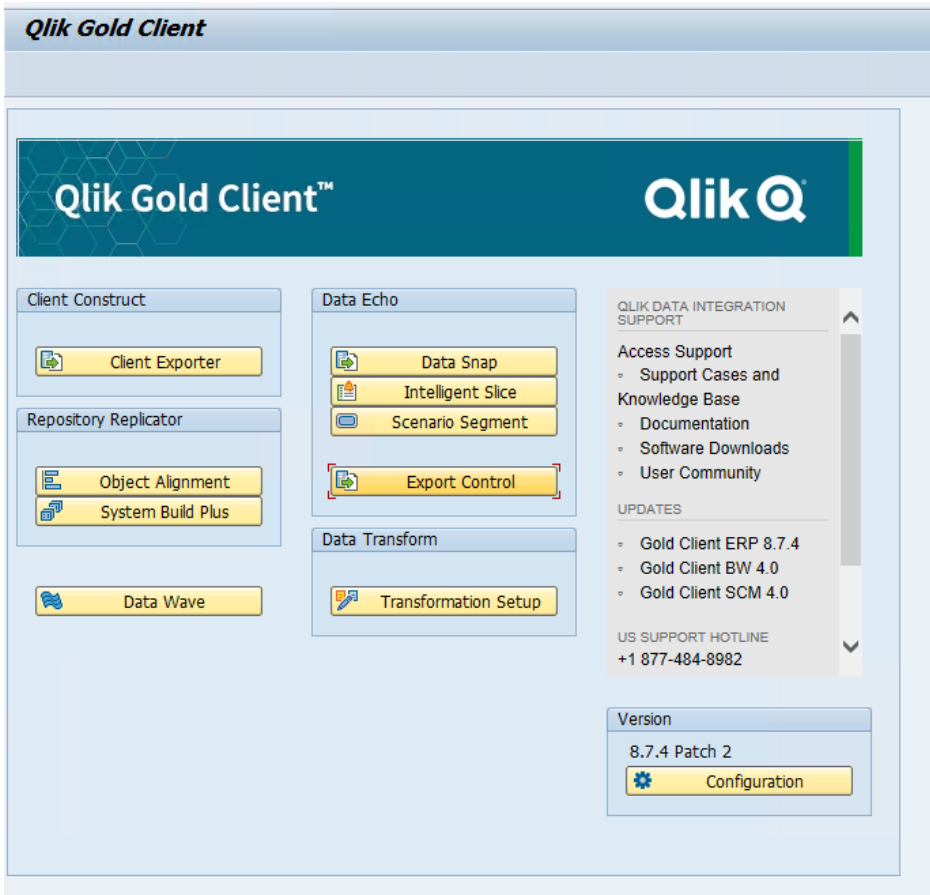 Qlik Gold Client
Qlik Gold Client™
Qlik
Client Construct
Client Exporter
Repository Replicator
Object Alignment
System Build Plus
Data Wave
Data Echo
Data Snap
Intelligent Slice
Scenario Segment
Export Control
Data Transform
Transformation Setup
QLIK DATA INTEGRATION
SUPPORT
Access Support
Support Cases and
Knowledge Base
Documentation
Software Downloads
User Community
UPDATES
Gold Client ERP 8.7.4
Gold Client BW 4.0
Gold Client SCM 4.0
US SUPPORT HOTLINE
+1 877-484-8982
Version
8.7.4 Patch 2
Configuration